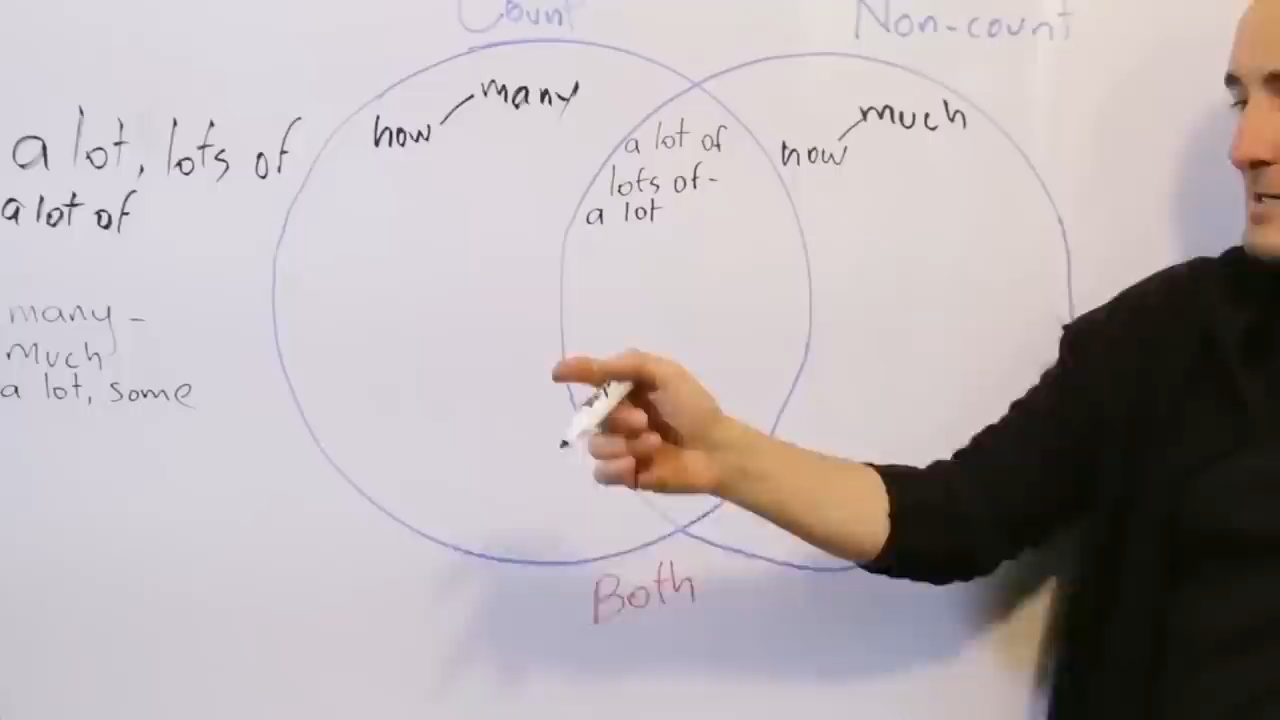 Count
Non-count
a lot, lots of
a lot of
many -
much
a lot, some
how many
a lot of
lots of -
a lot
how much
Both